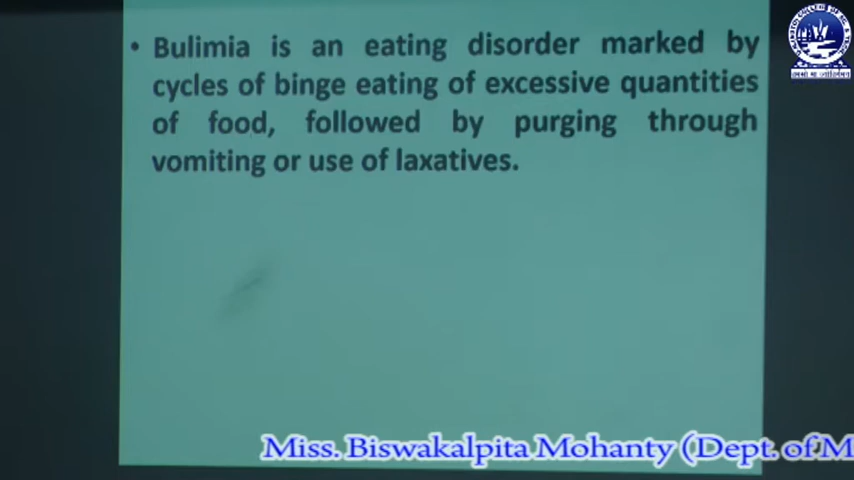 • Bulimia is an eating disorder marked by
cycles of binge eating of excessive quantities
of food, followed by purging through
vomiting or use of laxatives.
Miss. Biswakalpita Mohanty (Dept. of M